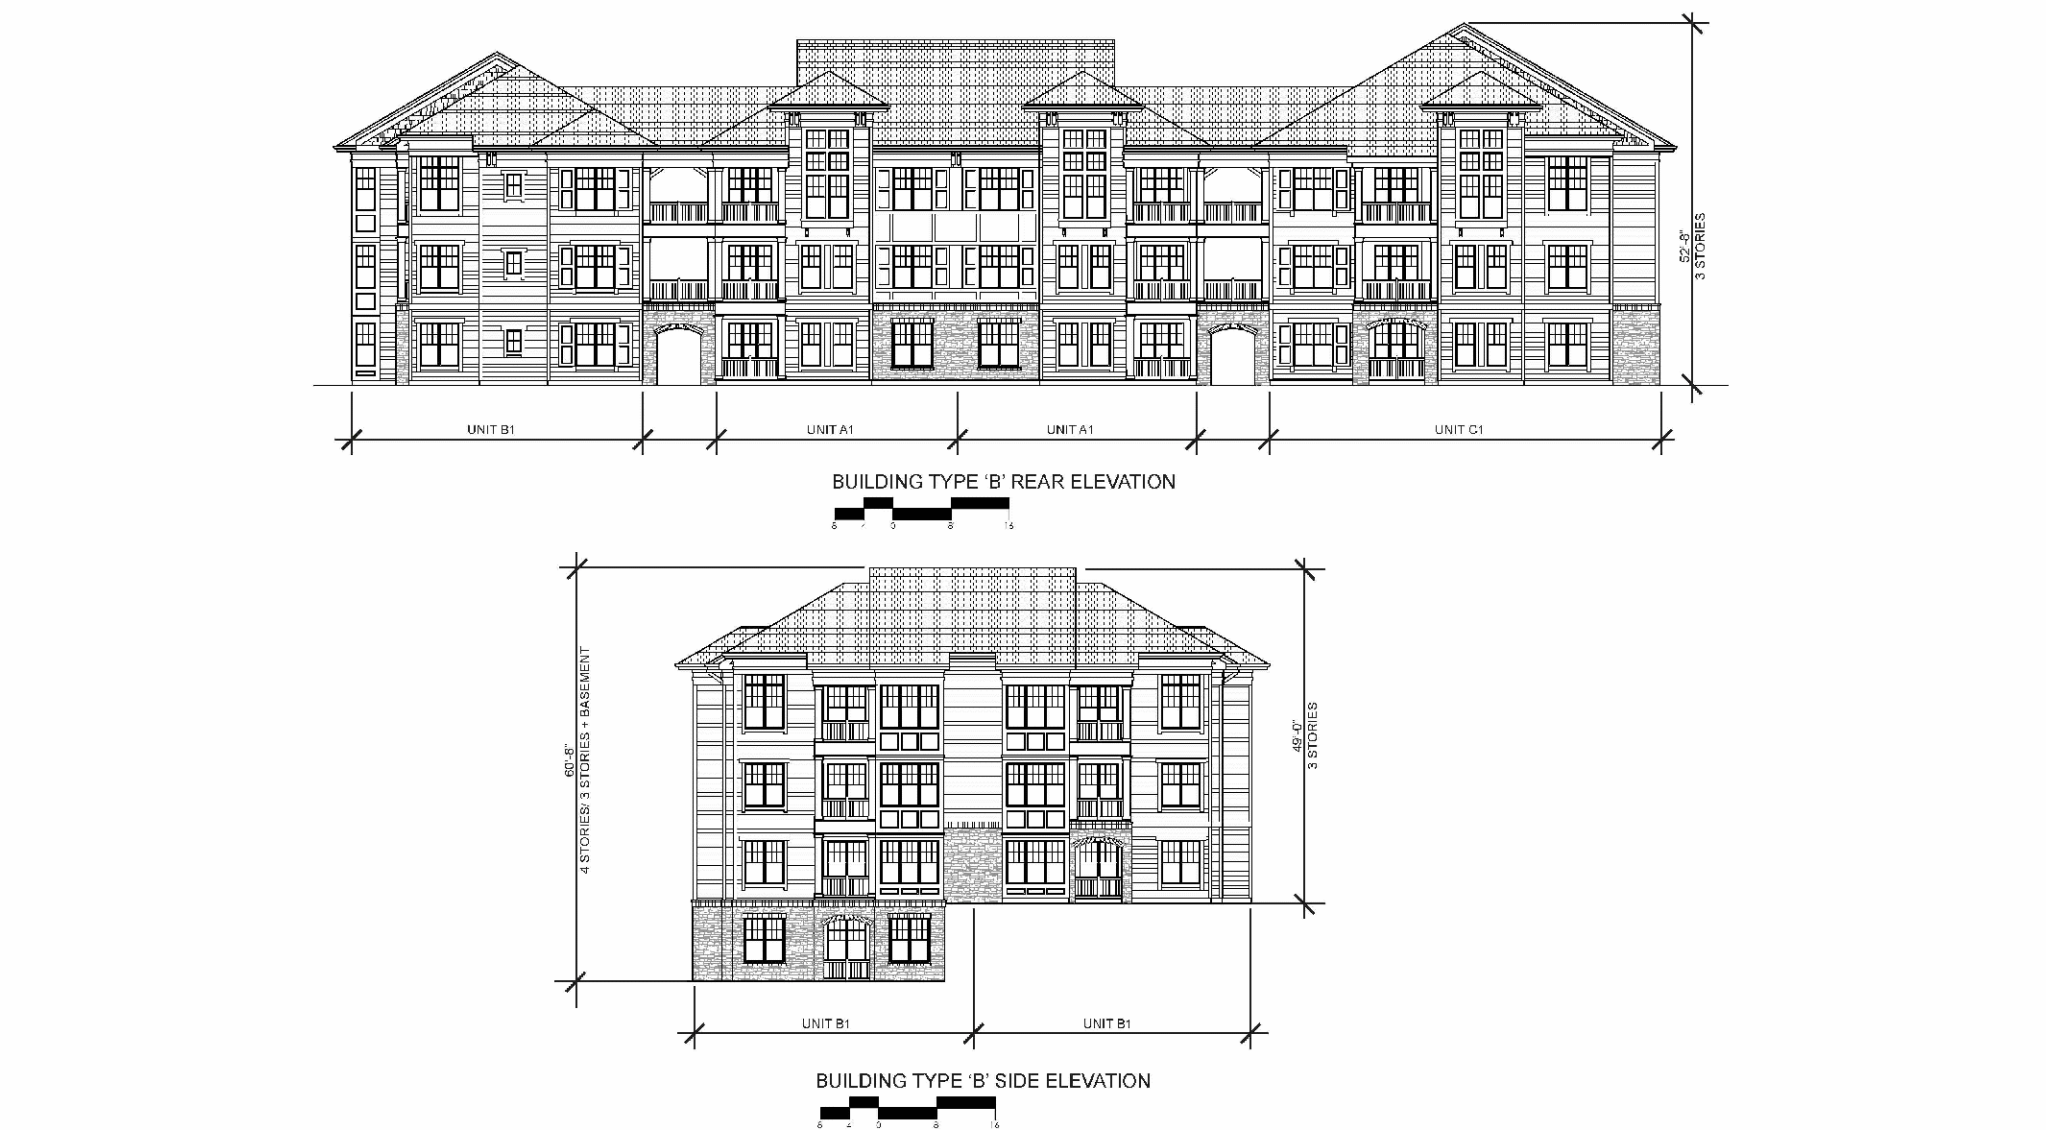 52'-8"
3 STORIES
UNIT B1
UNIT A1
UNIT A1
UNIT C1
BUILDING TYPE ‘B’ REAR ELEVATION
8 4 0 8 16
60'-8"
4 STORIES/ 3 STORIES + BASEMENT
49'-0"
3 STORIES
UNIT B1
UNIT B1
BUILDING TYPE ‘B’ SIDE ELEVATION
8 4 0 8 16